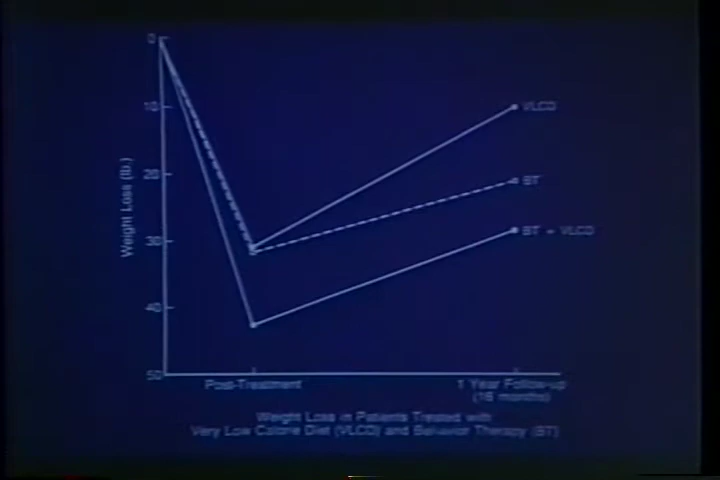 0
10
VLCD
20
BT
Weight Loss (lb.)
BT + VLCD
30
40
50
Post-Treatment
1 Year Follow-up
(18 months)
Weight Loss in Patients Treated with
Very Low Calorie Diet (VLCD) and Behavior Therapy (BT)